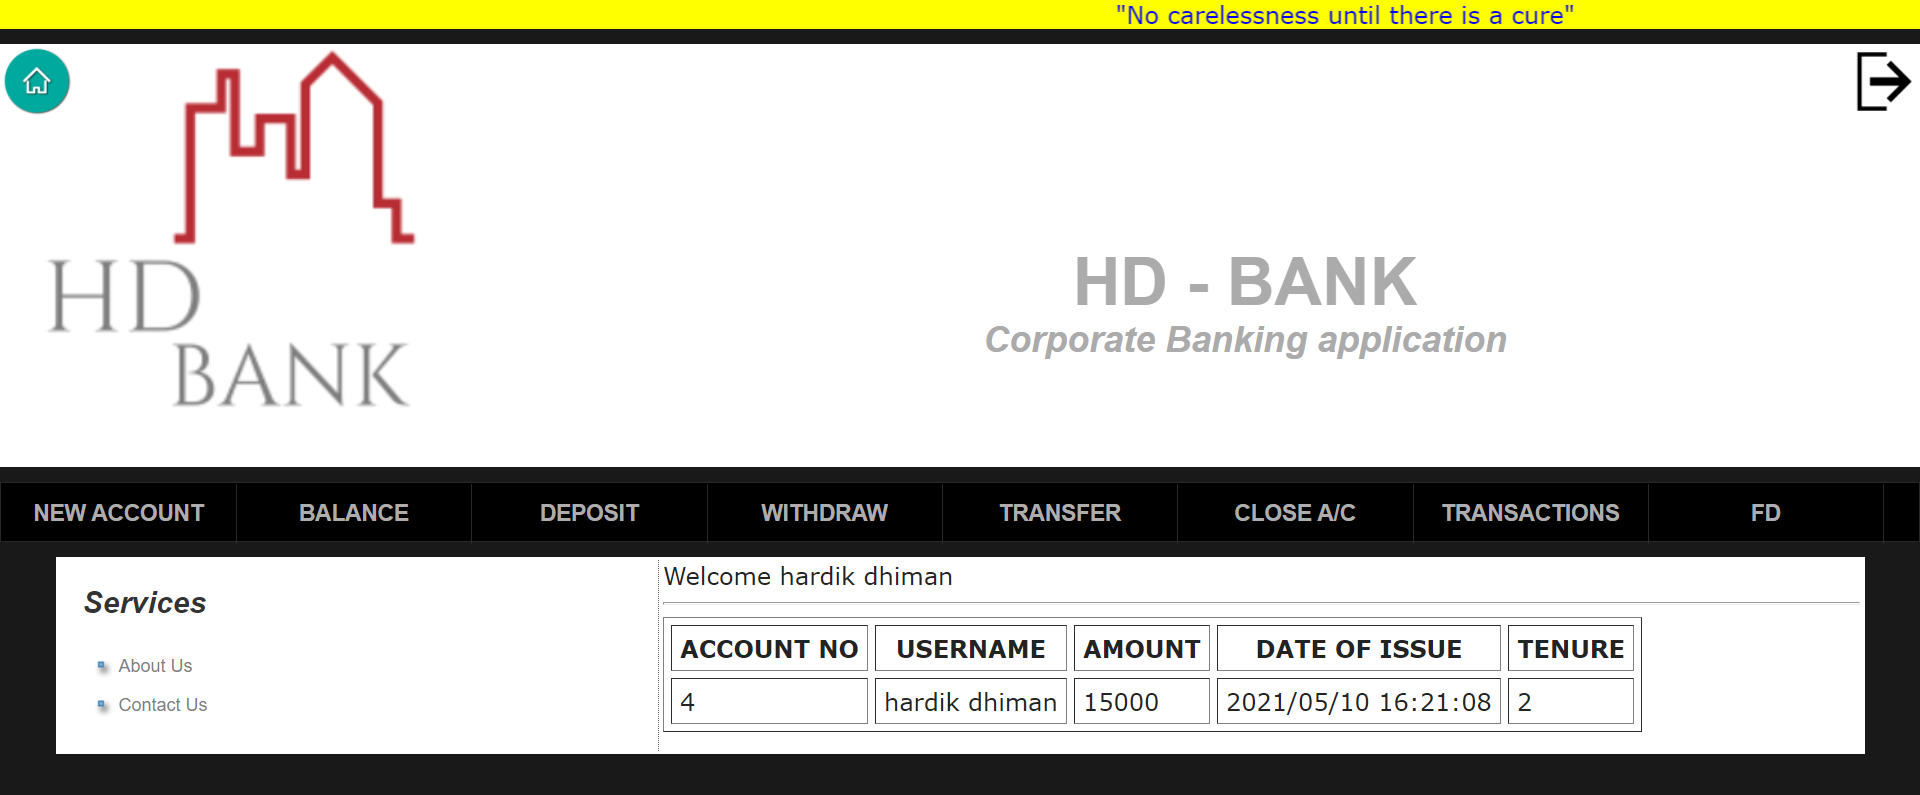 "No carelessness until there is a cure"
HD
BANK
HD - BANK
Corporate Banking application
NEW ACCOUNT BALANCE DEPOSIT WITHDRAW TRANSFER CLOSE A/C TRANSACTIONS FD
Services
About Us
Contact Us
Welcome hardik dhiman
ACCOUNT NO USERNAME AMOUNT DATE OF ISSUE TENURE
4 hardik dhiman 15000 2021/05/10 16:21:08 2